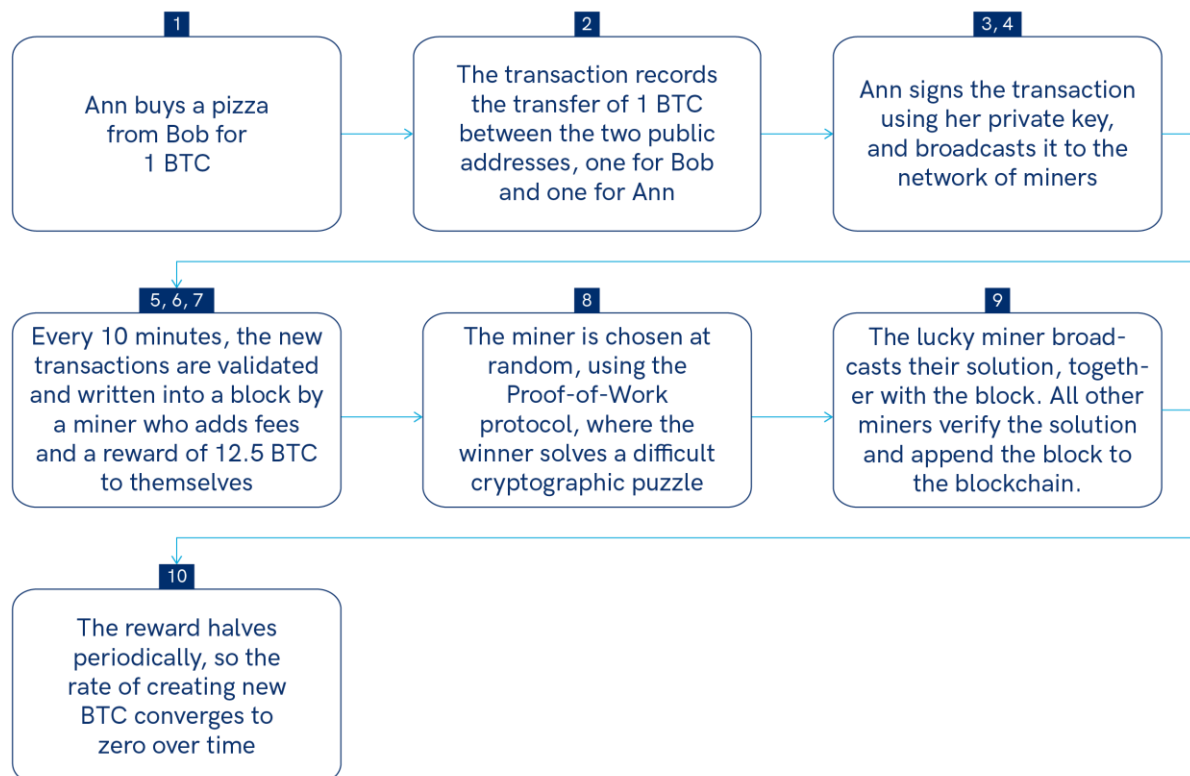 1
Ann buys a pizza
from Bob for
1 BTC
2
The transaction records
the transfer of 1 BTC
between the two public
addresses, one for Bob
and one for Ann
3, 4
Ann signs the transaction
using her private key,
and broadcasts it to the
network of miners
5, 6, 7
Every 10 minutes, the new
transactions are validated
and written into a block by
a miner who adds fees
and a reward of 12.5 BTC
to themselves
8
The miner is chosen at
random, using the
Proof-of-Work
protocol, where the
winner solves a difficult
cryptographic puzzle
9
The lucky miner broad-
casts their solution, togeth-
er with the block. All other
miners verify the solution
and append the block to
the blockchain.
10
The reward halves
periodically, so the
rate of creating new
BTC converges to
zero over time